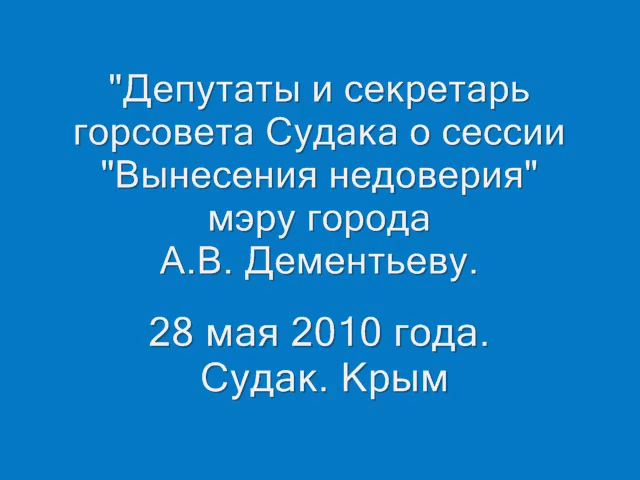 "Депутаты и секретарь
горсовета Судака о сессии
"Вынесения недоверия"
мэру города
А.В. Дементьеву.
28 мая 2010 года.
Судак. Крым